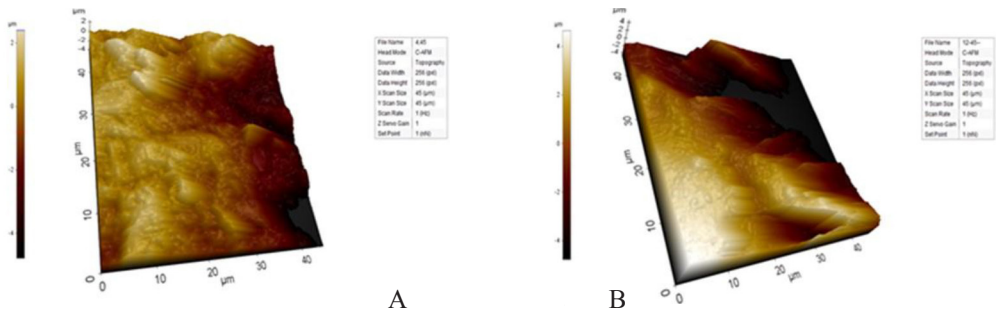 μm
2
0
-2
-4
μm
2
0
-2
-4
40
30
20
10
0
μm
0
10
20
30
40
μm
File Name 4.45
Head Mode C-AFM
Source Topography
Data Width 256 (pxl)
Data Height 256 (pxl)
X Scan Size 45 (μm)
Y Scan Size 45 (μm)
Scan Rate 1 (Hz)
Z Servo Gain 1
Set Point 1 (nN)
A
μm
4
2
0
-2
-4
μm
40
30
20
10
0
μm
0
10
20
30
40
μm
File Name 12-45--
Head Mode C-AFM
Source Topography
Data Width 256 (pxl)
Data Height 256 (pxl)
X Scan Size 45 (μm)
Y Scan Size 45 (μm)
Scan Rate 1 (Hz)
Z Servo Gain 1
Set Point 1 (nN)
B